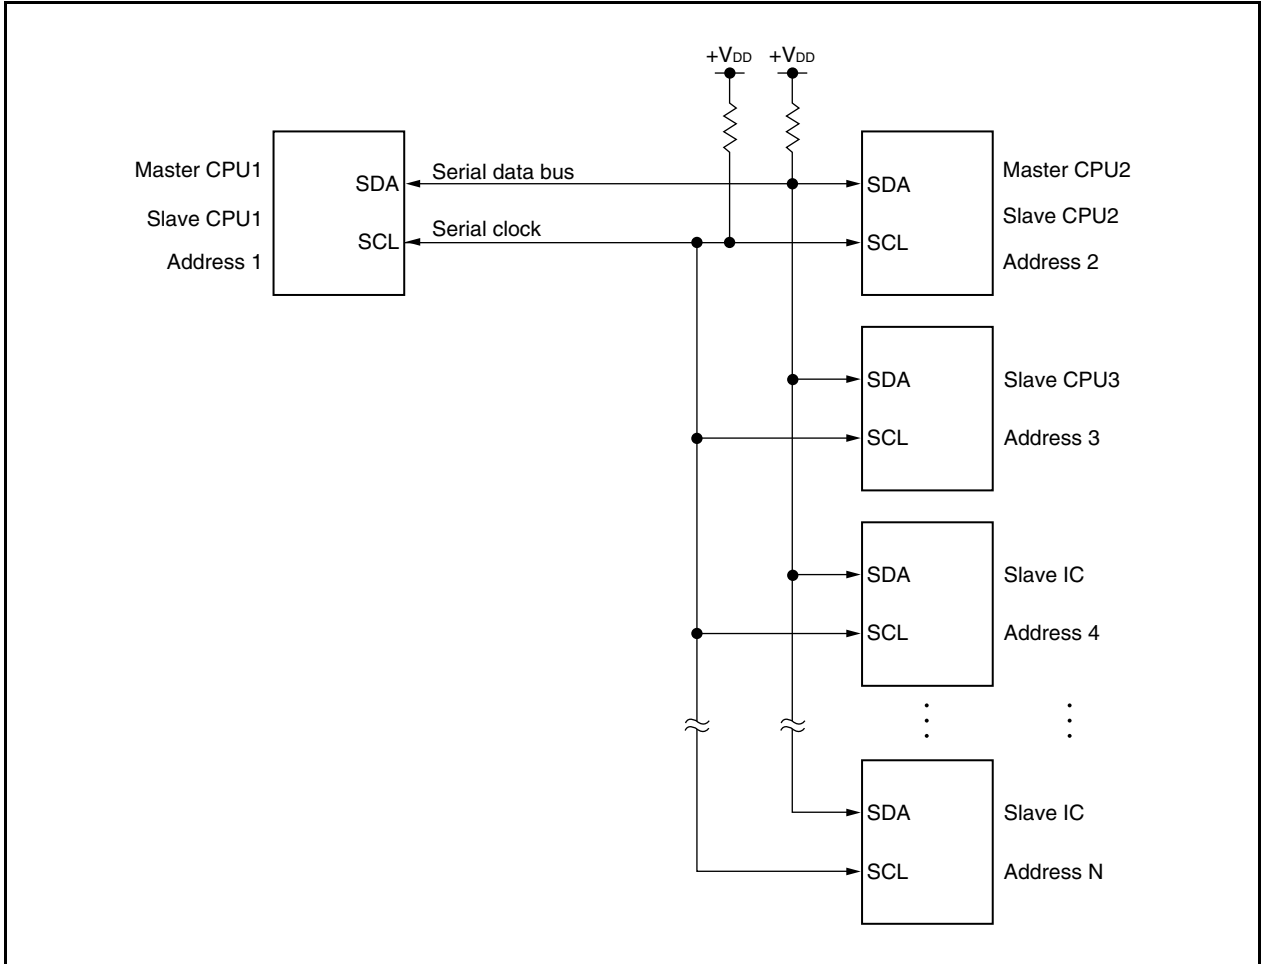 +VDD +VDD
Master CPU1
Slave CPU1
Address 1
SDA
SCL
Serial data bus
Serial clock
SDA
SCL
Master CPU2
Slave CPU2
Address 2
SDA
SCL
Slave CPU3
Address 3
SDA
SCL
Slave IC
Address 4
SDA
SCL
Slave IC
Address N